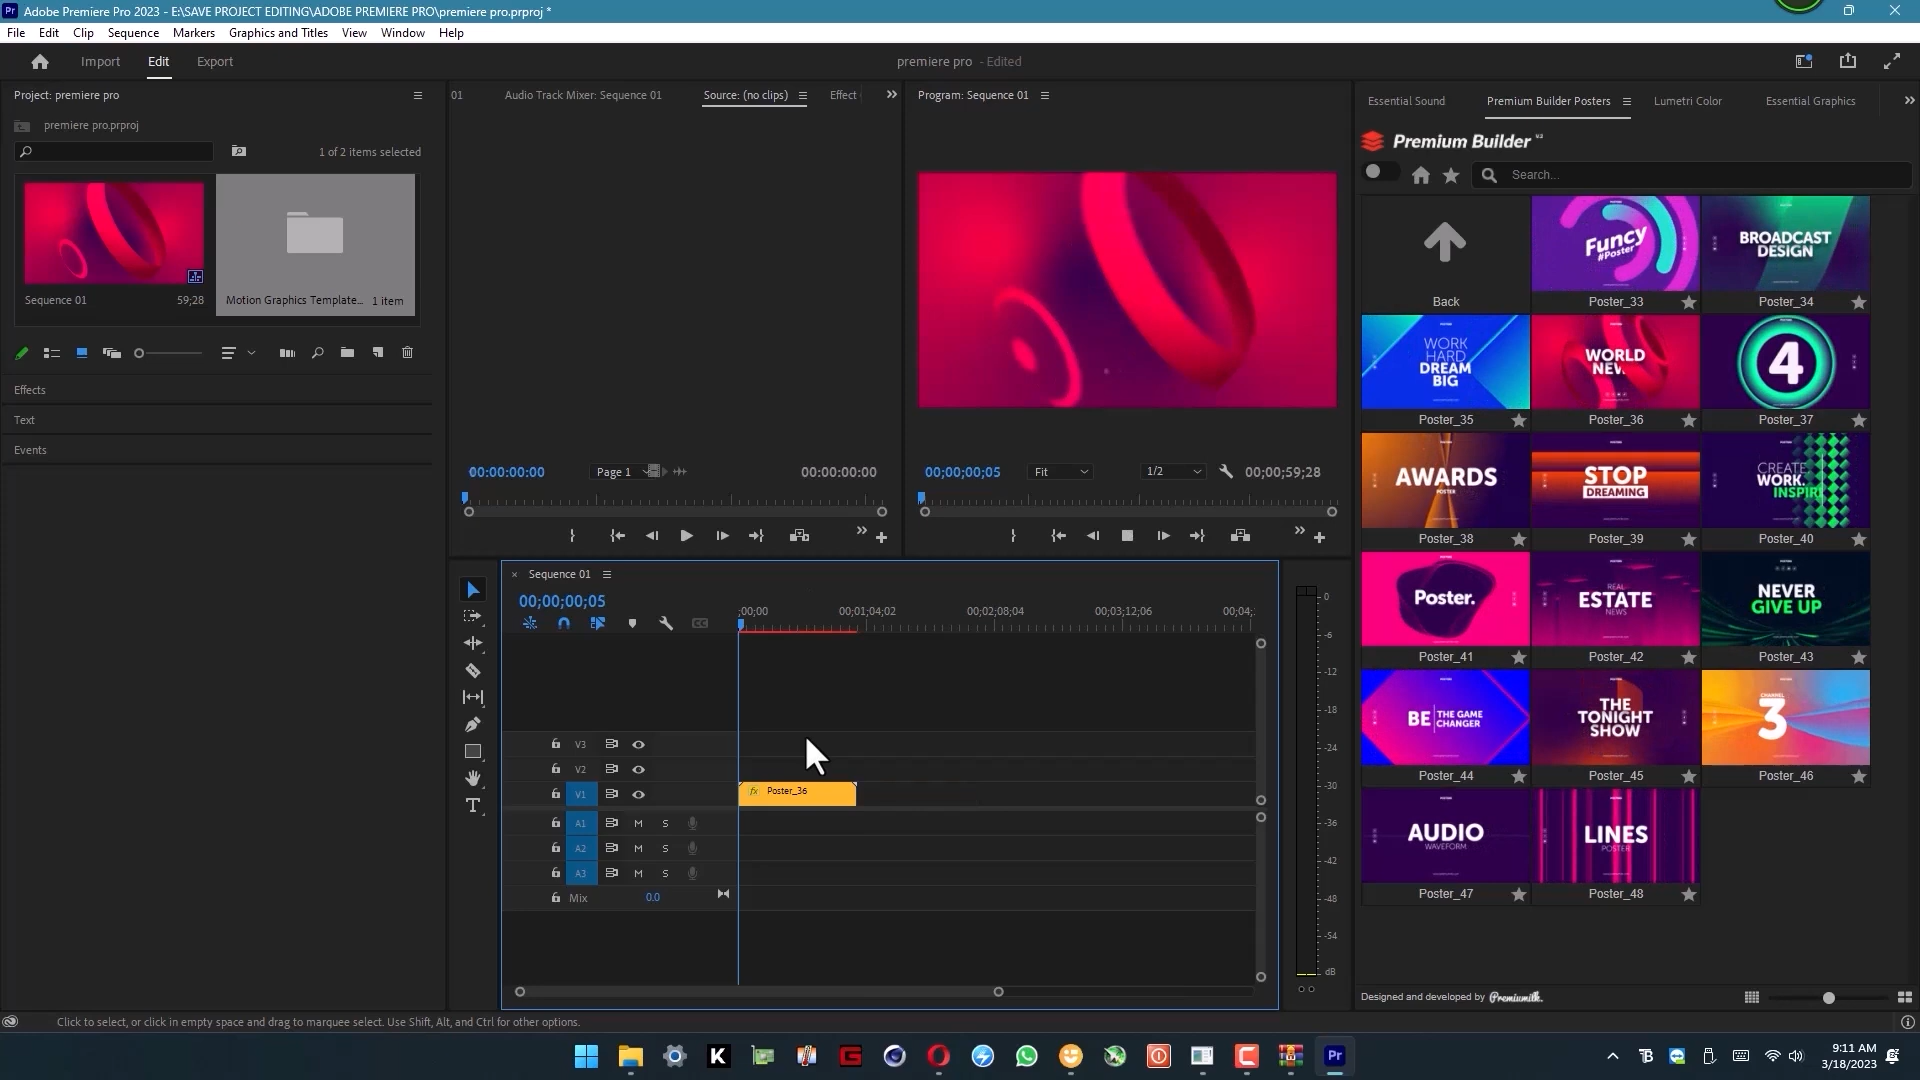 Adobe Premiere Pro 2023 - E:\SAVE PROJECT EDITING\ADOBE PREMIERE PRO\premiere pro.prproj *
File Edit Clip Sequence Markers Graphics and Titles View Window Help
Import Edit Export
premiere pro - Edited
Project: premiere pro
premiere pro.prproj
1 of 2 items selected
Sequence 01 59;28
Motion Graphics Template... 1 item
Effects
Text
Events
01 Audio Track Mixer: Sequence 01 Source: (no clips) Effect
00:00:00:00 Page 1 00:00:00:00
Program: Sequence 01
00;00;00;05 Fit 1/2 00;00;59;28
Essential Sound Premium Builder Posters Lumetri Color Essential Graphics
Premium Builder V2
Search...
Back
Funcy
#Poster
Poster_33
BROADCAST
DESIGN
Poster_34
WORK
HARD
DREAM
BIG
Poster_35
WORLD
Poster_36
4
Poster_37
AWARDS
POSTER
Poster_38
STOP
DREAMING
Poster_39
CREATE
WORK.
INSPIRE
Poster_40
Poster.
Poster_41
REAL
ESTATE
NEWS
Poster_42
NEVER
GIVE UP
Poster_43
BE THE GAME
CHANGER
Poster_44
THE
TONIGHT
SHOW
Poster_45
CHANNEL
3
Poster_46
AUDIO
WAVEFORM
Poster_47
LINES
POSTER
Poster_48
Designed and developed by Premiumilk.
Sequence 01
00;00;00;05
;00;00 00;01;04;02 00;02;08;04 00;03;12;06 00;04;
V3
V2
V1 Poster_36
A1 M S
A2 M S
A3 M S
Mix 0.0
0
-6
-12
-18
-24
-30
-36
-42
-48
-54
dB
Click to select, or click in empty space and drag to marquee select. Use Shift, Alt, and Ctrl for other options.
9:11 AM
3/18/2023